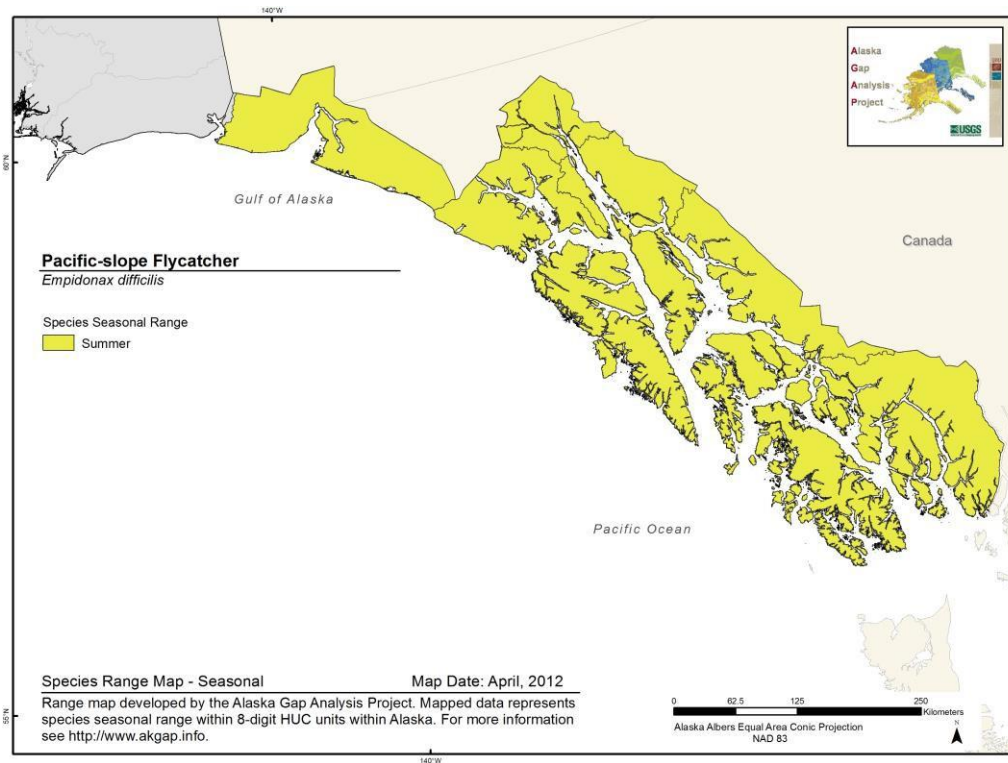 140°W
Alaska
Gap
Analysis
Project
USGS
60°N
Gulf of Alaska
Canada
Pacific-slope Flycatcher
Empidonax difficilis
Species Seasonal Range
Summer
Pacific Ocean
Species Range Map - Seasonal Map Date: April, 2012
Range map developed by the Alaska Gap Analysis Project. Mapped data represents
species seasonal range within 8-digit HUC units within Alaska. For more information
see http://www.akgap.info.
55°N
0 62.5 125 250
Kilometers
Alaska Albers Equal Area Conic Projection
NAD 83
N
140°W